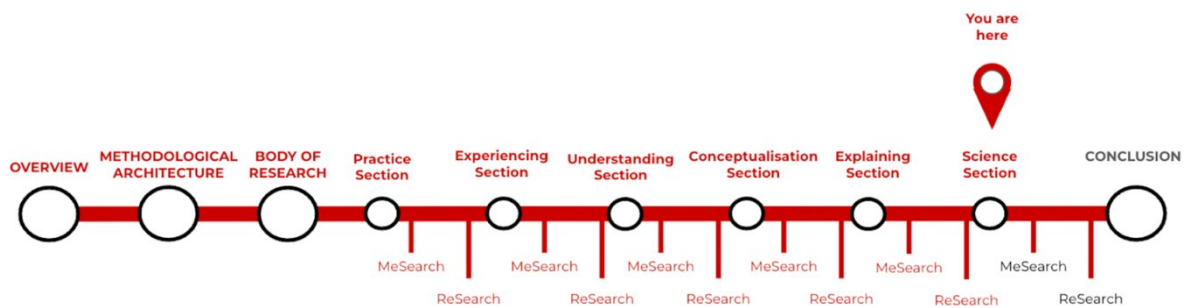 You are
here
OVERVIEW
METHODOLOGICAL
ARCHITECTURE
BODY OF
RESEARCH
Practice
Section
Experiencing
Section
Understanding
Section
Conceptualisation
Section
Explaining
Section
Science
Section
CONCLUSION
MeSearch
ReSearch
MeSearch
ReSearch
MeSearch
ReSearch
MeSearch
ReSearch
MeSearch
ReSearch
MeSearch
ReSearch